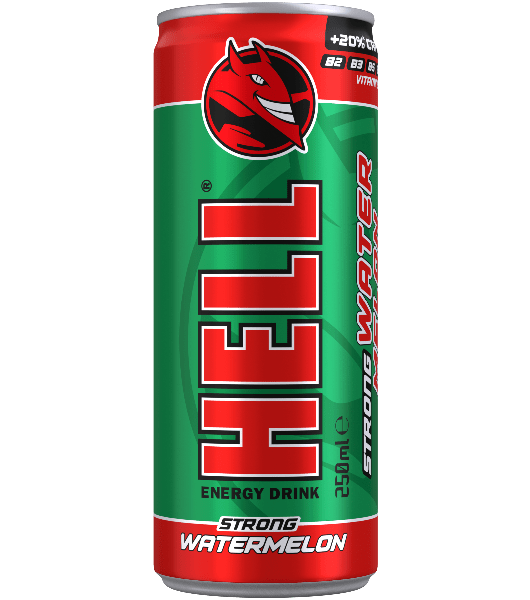 +20%
B2 B3 B6
HELL®
ENERGY DRINK
250ml ℮
STRONG
WATERMELON
STRONG WATER